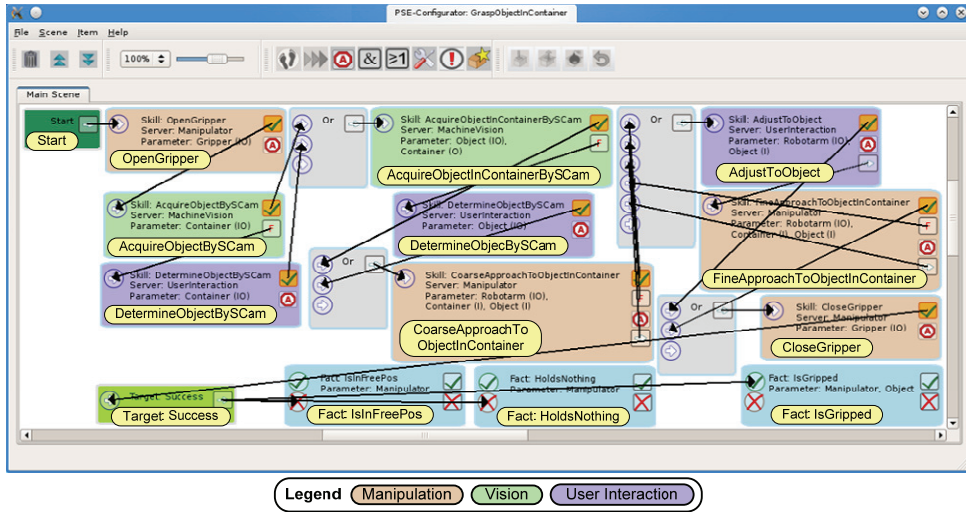 PSE-Configurator: GraspObjectInContainer
File Scene Item Help
100%
Main Scene
Start
Start
Skill: OpenGripper
Server: Manipulator
Parameter: Gripper (IO)
OpenGripper
Or
Skill: AcquireObjectInContainerBySCam
Server: MachineVision
Parameter: Object (IO),
Container (O)
AcquireObjectInContainerBySCam
Or
Skill: AdjustToObject
Server: UserInteraction
Parameter: Robotarm (IO),
Object (I)
AdjustToObject
Skill: AcquireObjectBySCam
Server: MachineVision
Parameter: Container (IO)
AcquireObjectBySCam
Skill: DetermineObjecBySCam
Server: UserInteraction
Parameter: Object (IO)
DetermineObjecBySCam
Skill: FineApproachToObjectInContainer
Server: Manipulator
Parameter: Robotarm (IO),
Container (I), Object (I)
FineApproachToObjectInContainer
Skill: DetermineObjecBySCam
Server: UserInteraction
Parameter: Container (IO)
DetermineObjectBySCam
Or
Skill: CoarseApproachToObjectInContainer
Server: Manipulator
Parameter: Robotarm (IO),
Container (I), Object (I)
CoarseApproachTo
ObjectInContainer
Or
Skill: CloseGripper
Server: Manipulator
Parameter: Gripper (IO)
CloseGripper
Target: Success
Target: Success
Fact: IsInFreePos
Parameter: Manipulator
Fact: IsInFreePos
Fact: HoldsNothing
Parameter: Manipulator
Fact: HoldsNothing
Fact: IsGripped
Parameter: Manipulator, Object
Fact: IsGripped
Legend Manipulation Vision User Interaction